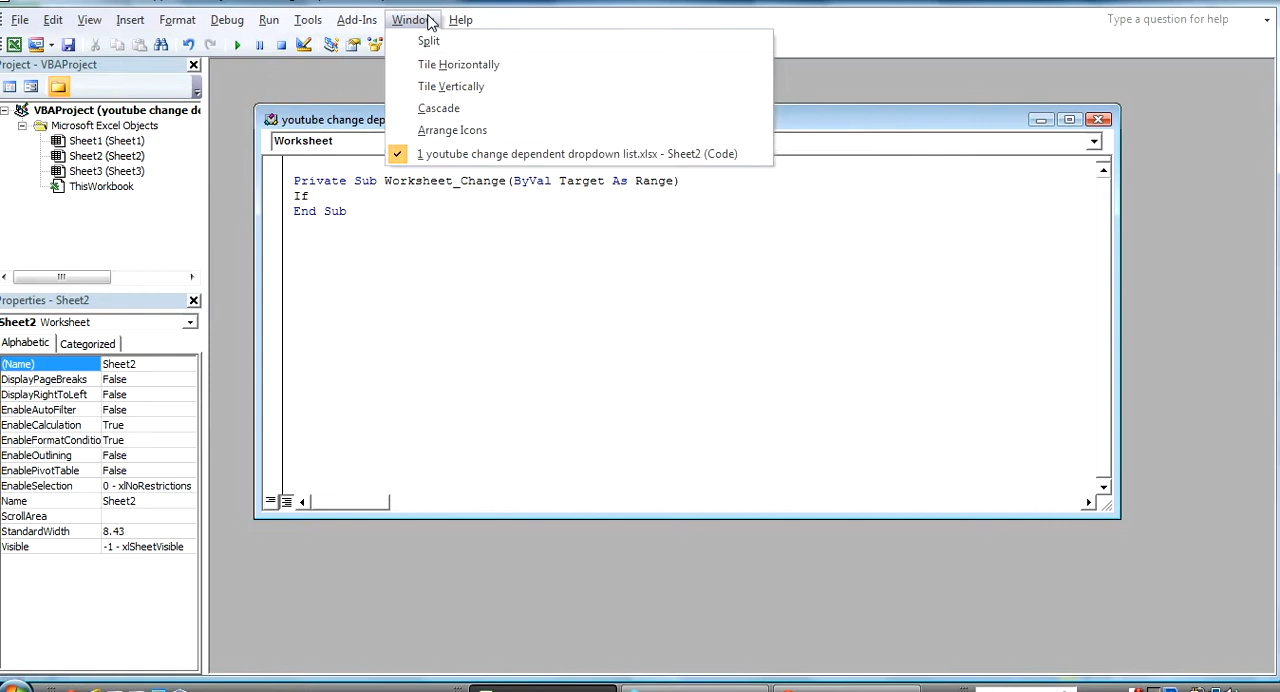 File Edit View Insert Format Debug Run Tools Add-Ins Window Help
Type a question for help
Project - VBAProject
VBAProject (youtube change de
Microsoft Excel Objects
Sheet1 (Sheet1)
Sheet2 (Sheet2)
Sheet3 (Sheet3)
ThisWorkbook
Split
Tile Horizontally
Tile Vertically
Cascade
Arrange Icons
1 youtube change dependent dropdown list.xlsx - Sheet2 (Code)
youtube change dep
Worksheet
Private Sub Worksheet_Change(ByVal Target As Range)
If
End Sub
Properties - Sheet2
Sheet2 Worksheet
Alphabetic Categorized
(Name) Sheet2
DisplayPageBreaks False
DisplayRightToLeft False
EnableAutoFilter False
EnableCalculation True
EnableFormatConditio True
EnableOutlining False
EnablePivotTable False
EnableSelection 0 - xlNoRestrictions
Name Sheet2
ScrollArea
StandardWidth 8.43
Visible -1 - xlSheetVisible